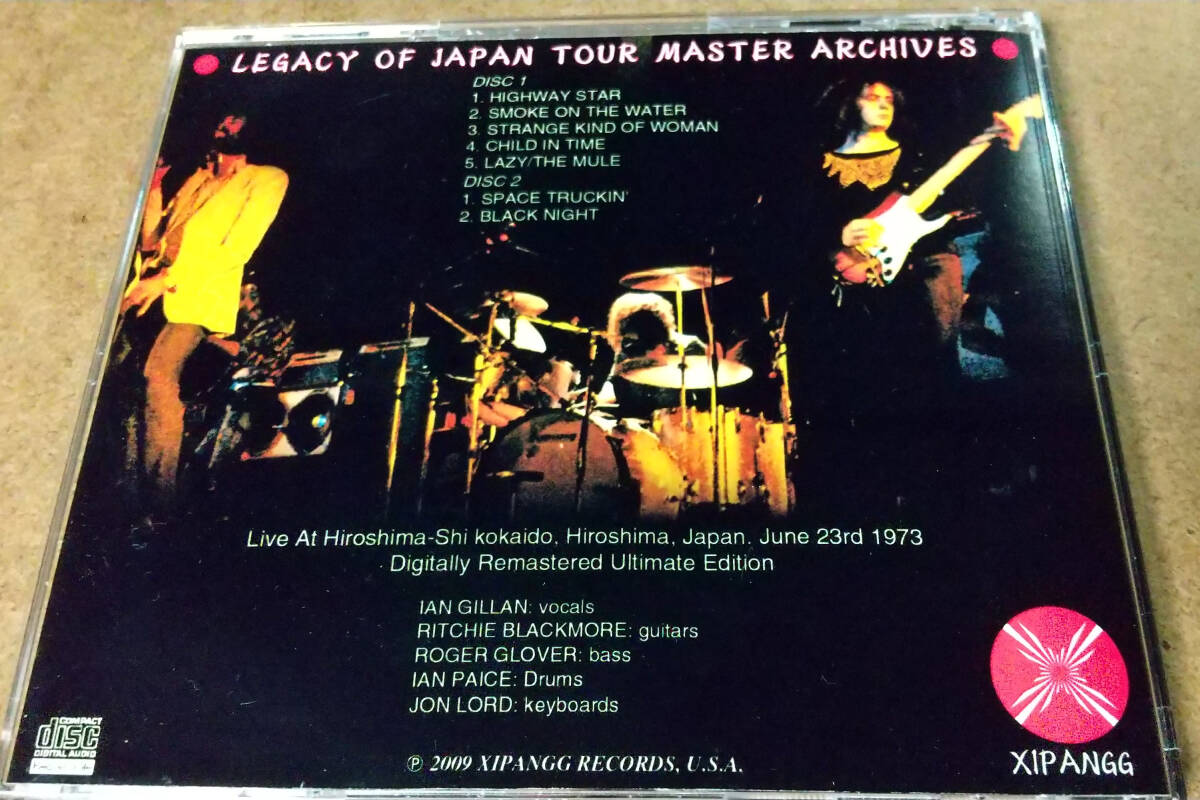 LEGACY OF JAPAN TOUR MASTER ARCHIVES
DISC 1
1. HIGHWAY STAR
2. SMOKE ON THE WATER
3. STRANGE KIND OF WOMAN
4. CHILD IN TIME
5. LAZY/THE MULE
DISC 2
1. SPACE TRUCKIN'
2. BLACK NIGHT
Live At Hiroshima-Shi kokaido, Hiroshima, Japan. June 23rd 1973
Digitally Remastered Ultimate Edition
IAN GILLAN: vocals
RITCHIE BLACKMORE: guitars
ROGER GLOVER: bass
IAN PAICE: Drums
JON LORD: keyboards
COMPACT
disc
DIGITAL AUDIO
℗ 2009 XIPANGG RECORDS, U.S.A.
XIPANGG